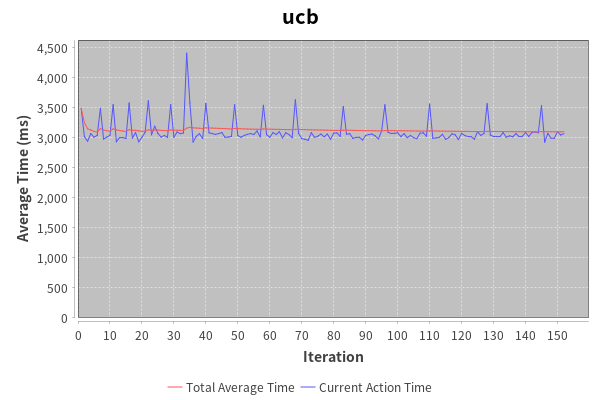 ucb
4,500
4,000
3,500
3,000
2,500
2,000
1,500
1,000
500
0
Average Time (ms)
0 10 20 30 40 50 60 70 80 90 100 110 120 130 140 150
Iteration
Total Average Time Current Action Time